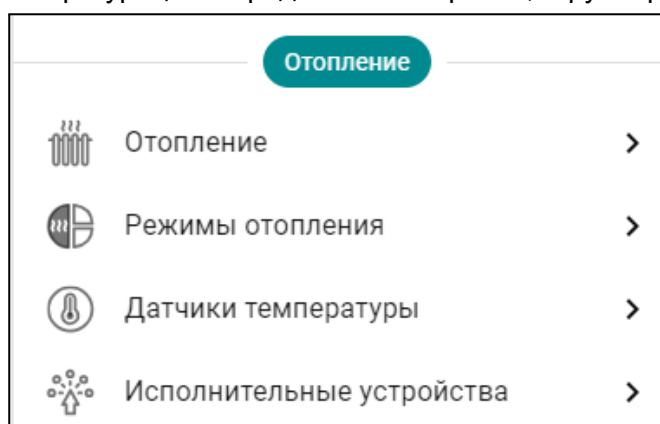 Отопление
Отопление
Режимы отопления
Датчики температуры
Исполнительные устройства